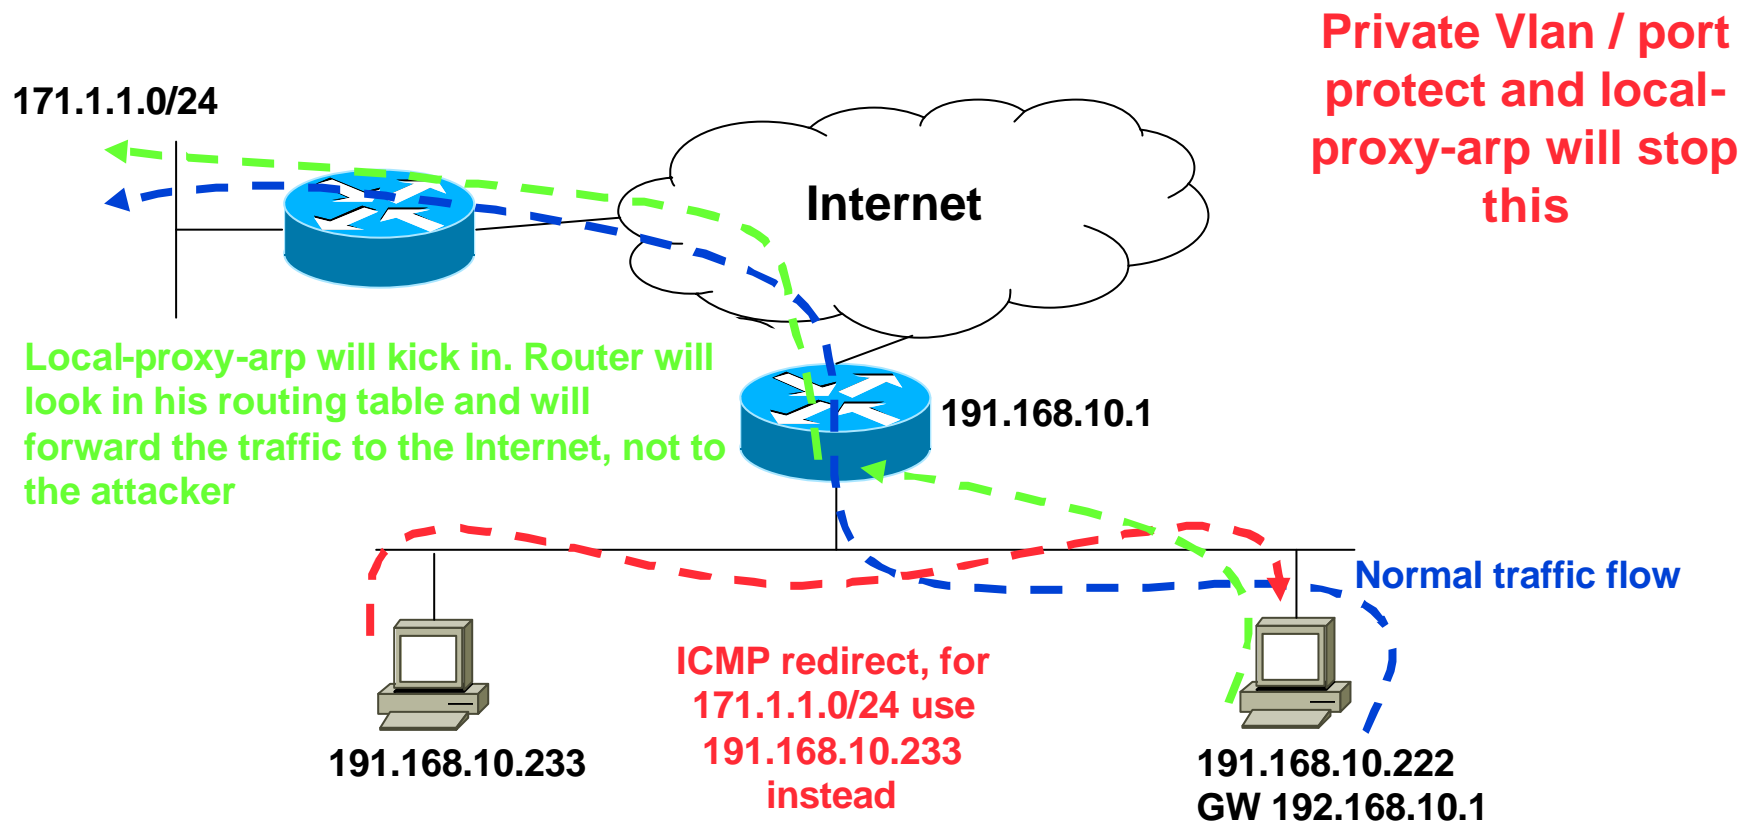 Private Vlan / port
protect and local-
proxy-arp will stop
this
171.1.1.0/24
Internet
Local-proxy-arp will kick in. Router will
look in his routing table and will
forward the traffic to the Internet, not to
the attacker
191.168.10.1
Normal traffic flow
ICMP redirect, for
171.1.1.0/24 use
191.168.10.233
instead
191.168.10.233
191.168.10.222
GW 192.168.10.1